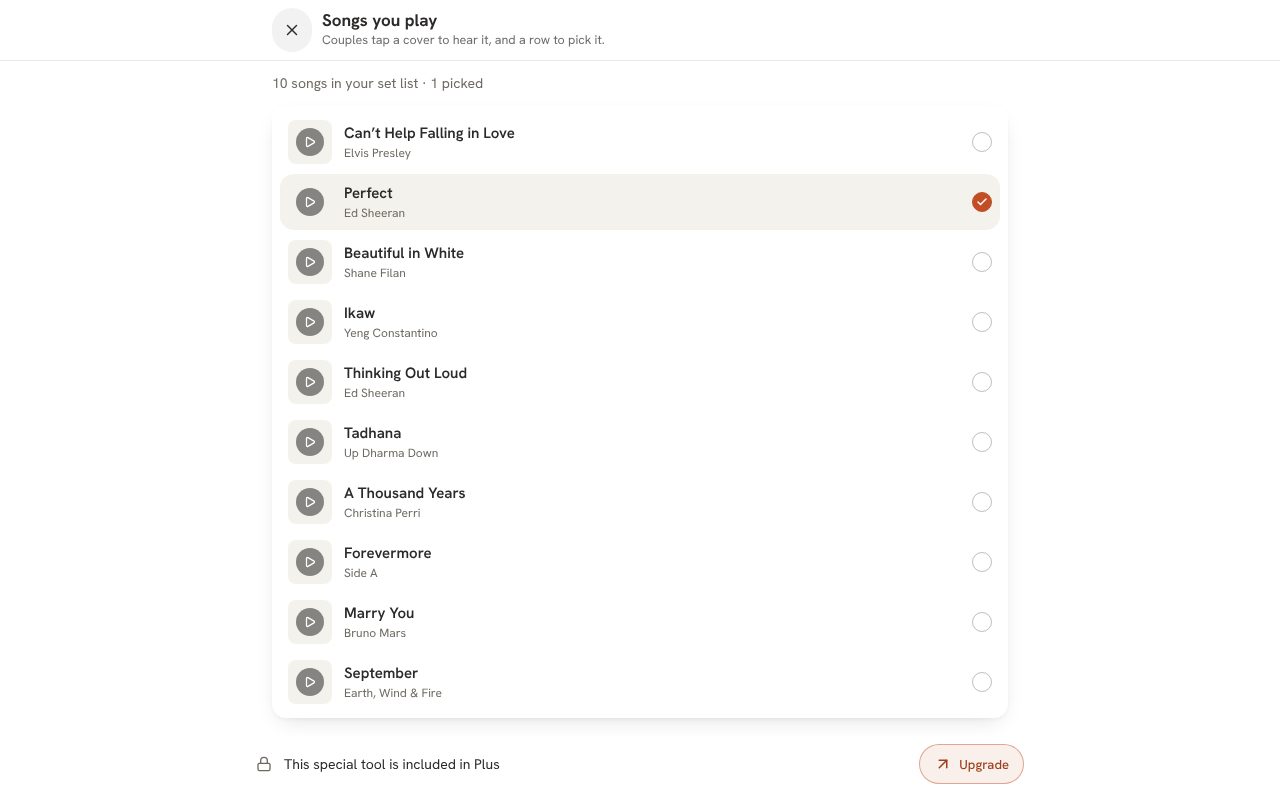 Songs you play
Couples tap a cover to hear it, and a row to pick it.
10 songs in your set list · 1 picked
Can’t Help Falling in Love
Elvis Presley
Perfect
Ed Sheeran
Beautiful in White
Shane Filan
Ikaw
Yeng Constantino
Thinking Out Loud
Ed Sheeran
Tadhana
Up Dharma Down
A Thousand Years
Christina Perri
Forevermore
Side A
Marry You
Bruno Mars
September
Earth, Wind & Fire
This special tool is included in Plus
Upgrade